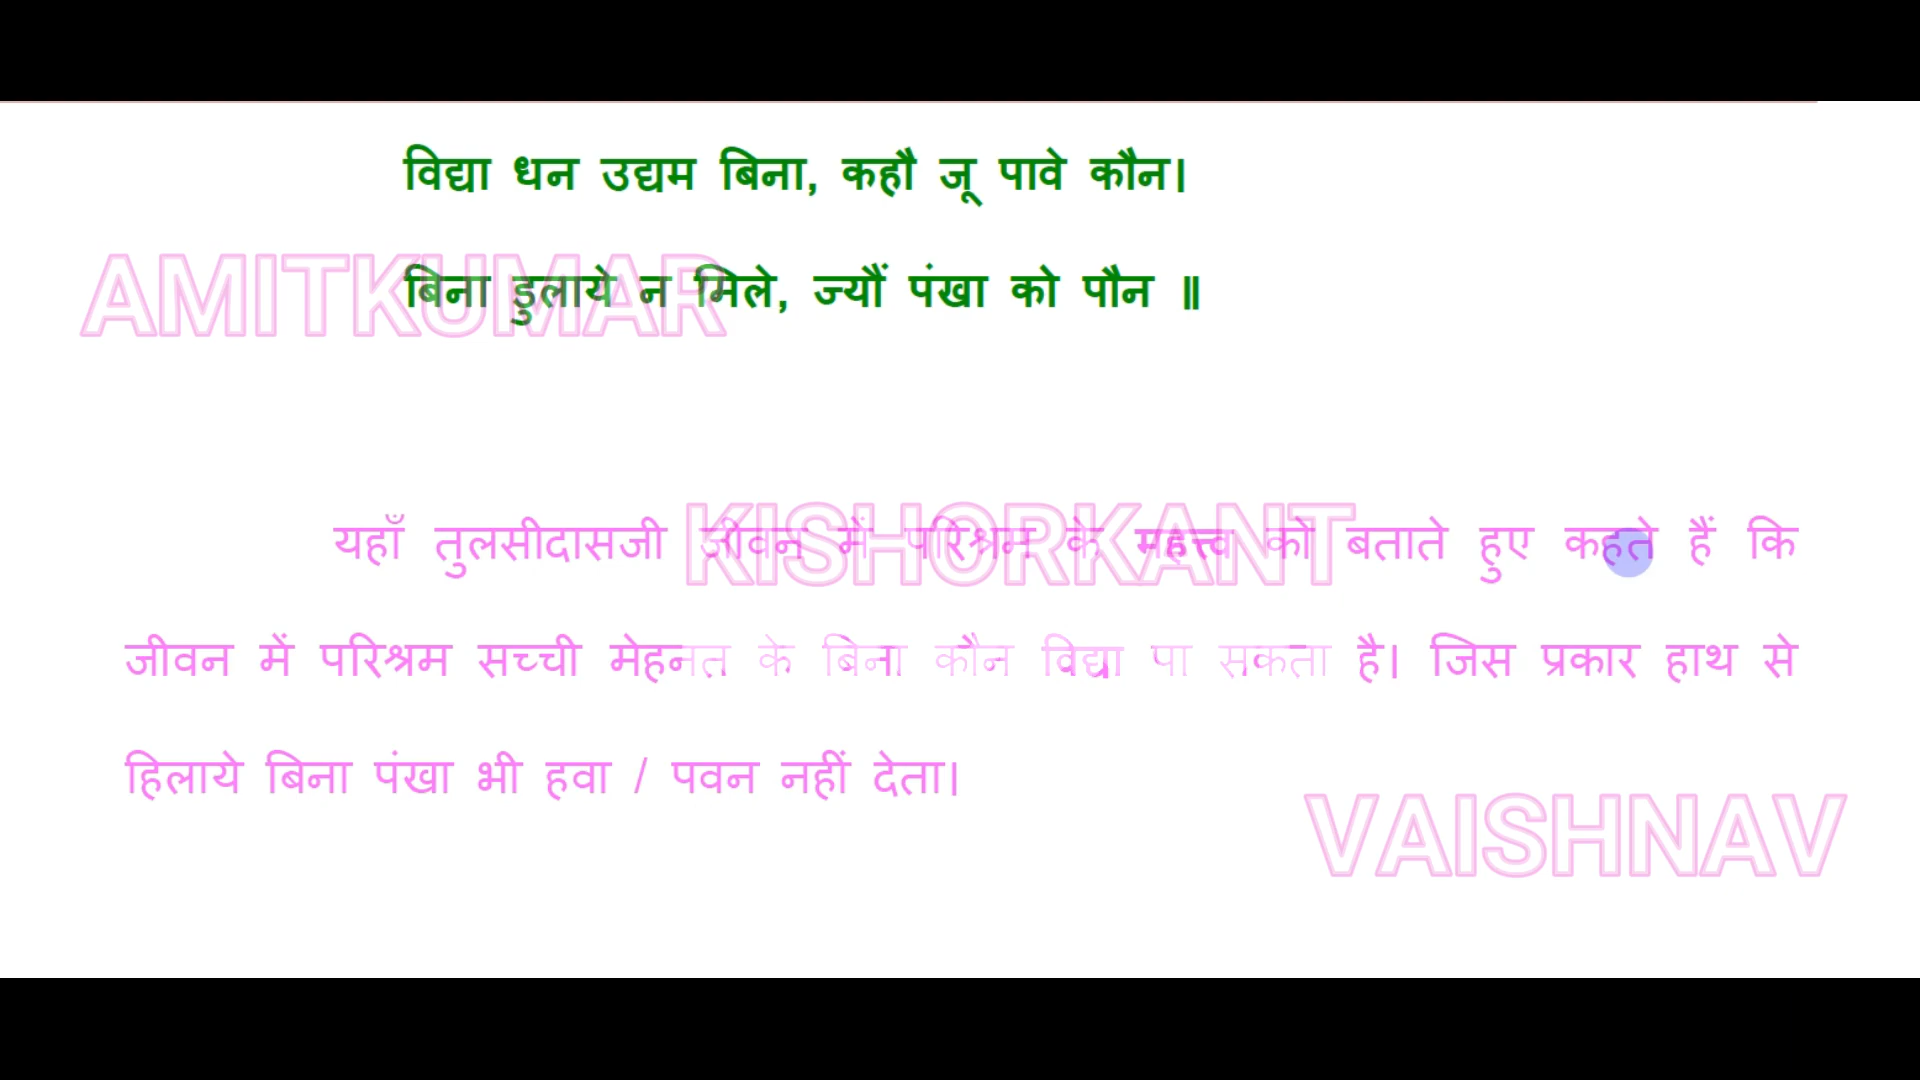 विद्या धन उद्यम बिना, कहौ जू पावे कौन।
AMITKUMAR
बिना डुलाये न मिले, ज्यौं पंखा को पौन ॥
KISHORKANT
यहाँ तुलसीदासजी जीवन में परिश्रम के महत्त्व को बताते हुए कहते हैं कि
जीवन में परिश्रम सच्ची मेहनत के बिना कौन विद्या पा सकता है। जिस प्रकार हाथ से
हिलाये बिना पंखा भी हवा / पवन नहीं देता।
VAISHNAV